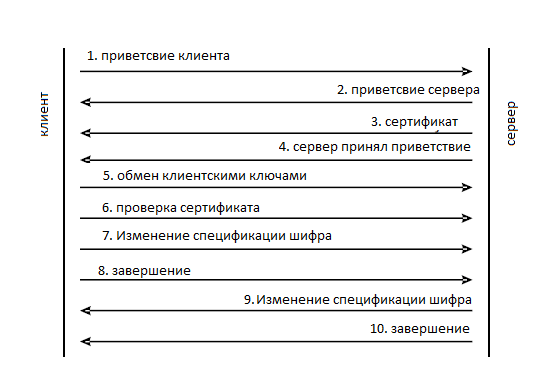 клиент
сервер
1. приветсвие клиента
2. приветсвие сервера
3. сертификат
4. сервер принял приветствие
5. обмен клиентскими ключами
6. проверка сертификата
7. Изменение спецификации шифра
8. завершение
9.Изменение спецификации шифра
10. завершение